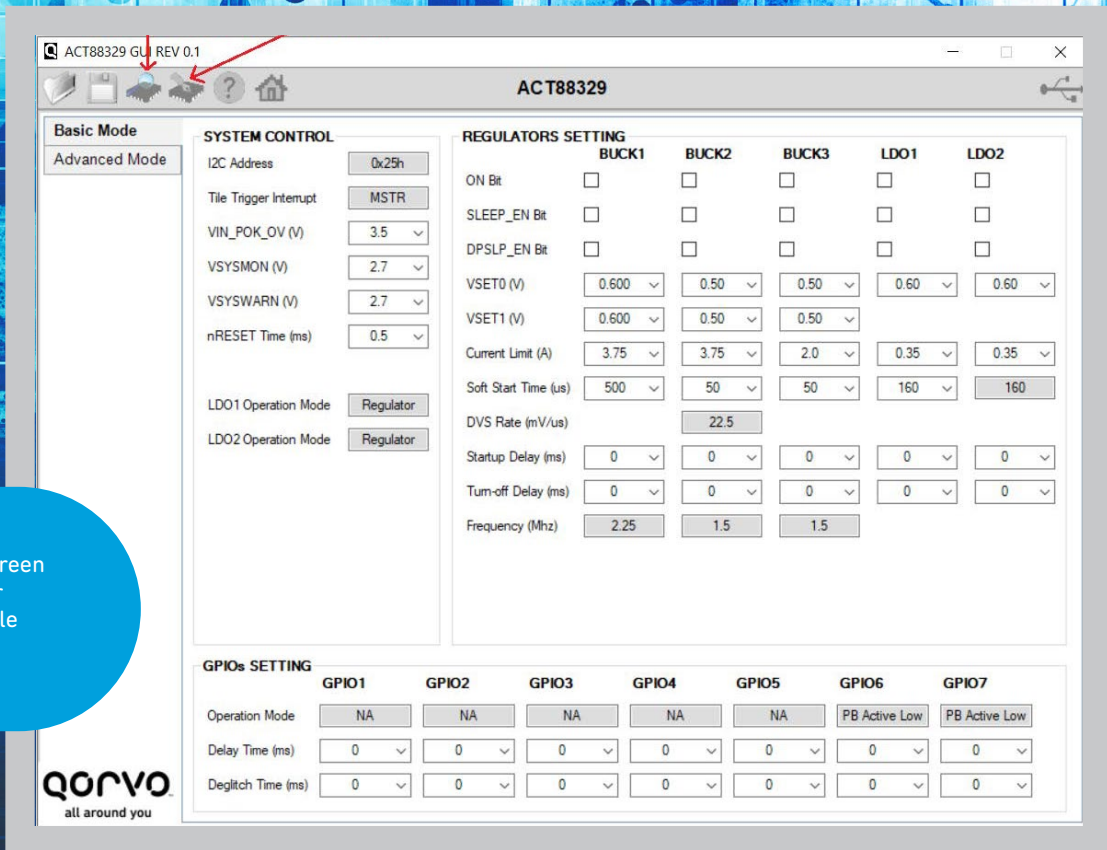 ACT88329 GUI REV 0.1
ACT88329
Basic Mode
Advanced Mode
SYSTEM CONTROL
I2C Address 0x25h
Tile Trigger Interrupt MSTR
VIN_POK_OV (V) 3.5
VSYSMON (V) 2.7
VSYSWARN (V) 2.7
nRESET Time (ms) 0.5
LDO1 Operation Mode Regulator
LDO2 Operation Mode Regulator
REGULATORS SETTING
BUCK1 BUCK2 BUCK3 LDO1 LDO2
ON Bit
SLEEP_EN Bit
DPSLP_EN Bit
VSET0 (V) 0.600 0.50 0.50 0.60 0.60
VSET1 (V) 0.600 0.50 0.50
Current Limit (A) 3.75 3.75 2.0 0.35 0.35
Soft Start Time (us) 500 50 50 160 160
DVS Rate (mV/us) 22.5
Startup Delay (ms) 0 0 0 0 0
Turn-off Delay (ms) 0 0 0 0 0
Frequency (Mhz) 2.25 1.5 1.5
GPIOs SETTING
GPIO1 GPIO2 GPIO3 GPIO4 GPIO5 GPIO6 GPIO7
Operation Mode NA NA NA NA NA PB Active Low PB Active Low
Delay Time (ms) 0 0 0 0 0 0 0
Deglitch Time (ms) 0 0 0 0 0 0 0
QORVO
all around you